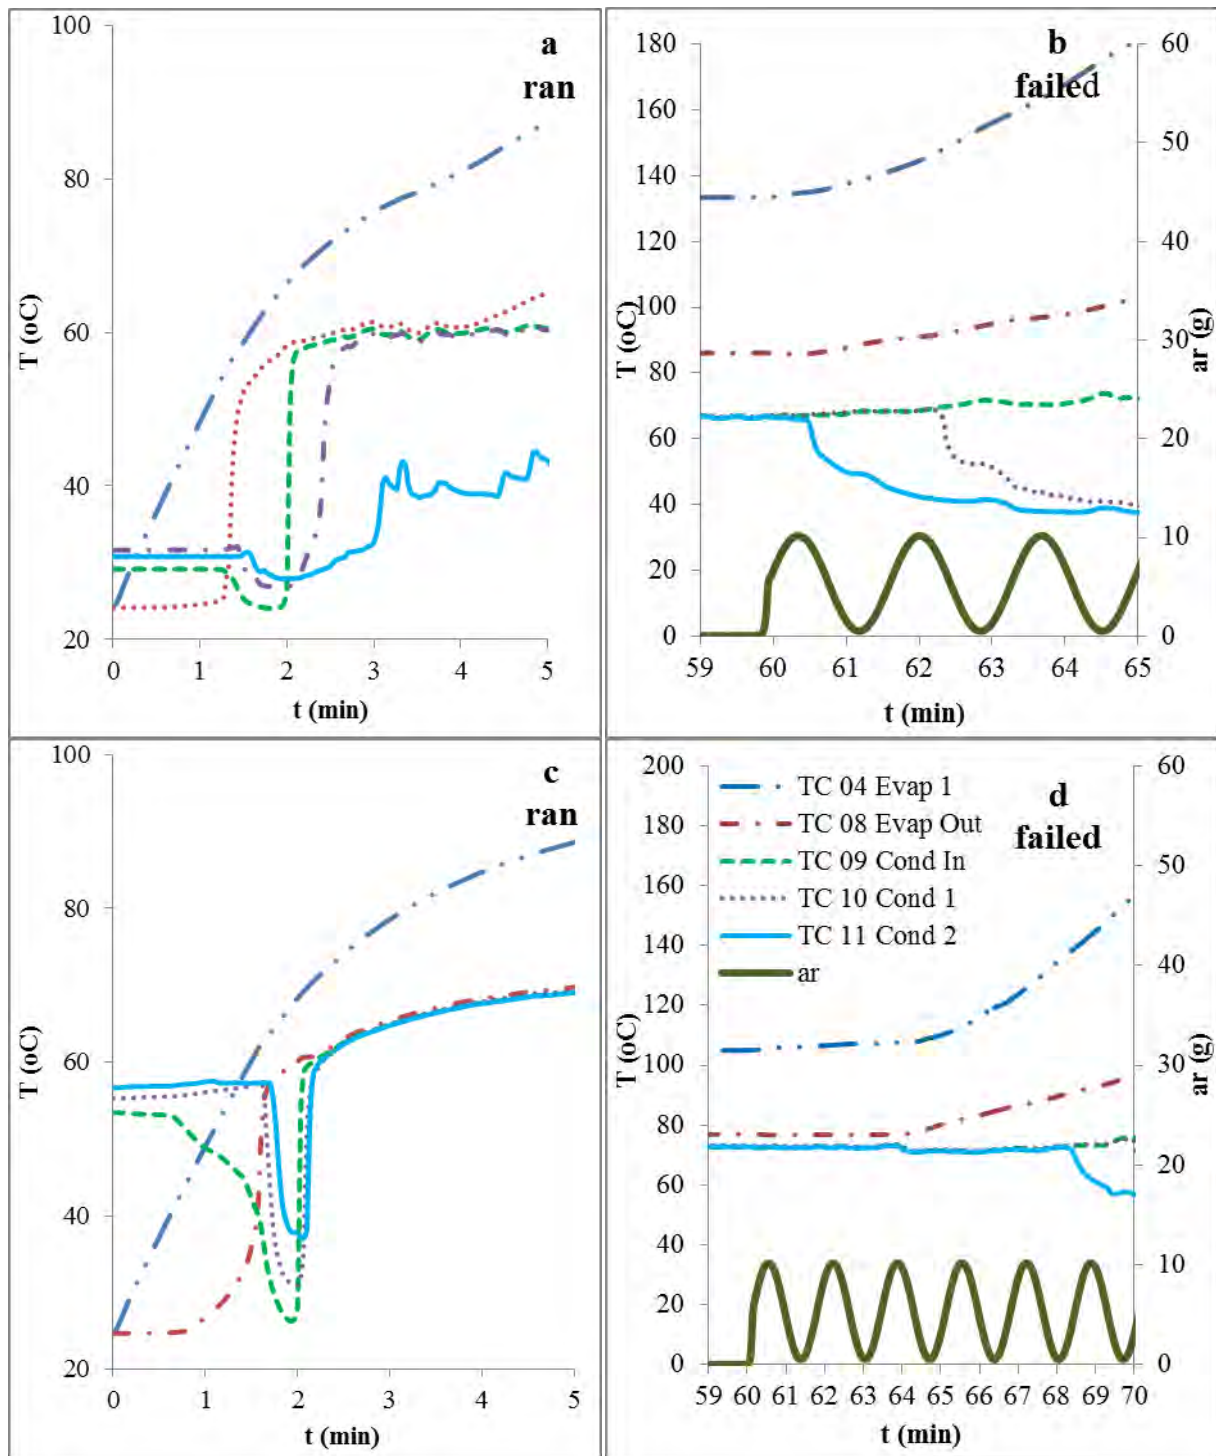 100
80
60
40
20
T (oC)
a
ran
0 1 2 3 4 5
t (min)
180
160
140
120
100
80
60
40
20
0
T (oC)
b
failed
60
50
40
30
20
10
0
ar (g)
59 60 61 62 63 64 65
t (min)
100
80
60
40
20
T (oC)
c
ran
0 1 2 3 4 5
t (min)
200
180
160
140
120
100
80
60
40
20
0
T (oC)
TC 04 Evap 1
TC 08 Evap Out
TC 09 Cond In
TC 10 Cond 1
TC 11 Cond 2
ar
d
failed
60
50
40
30
20
10
0
ar (g)
59 60 61 62 63 64 65 66 67 68 69 70
t (min)